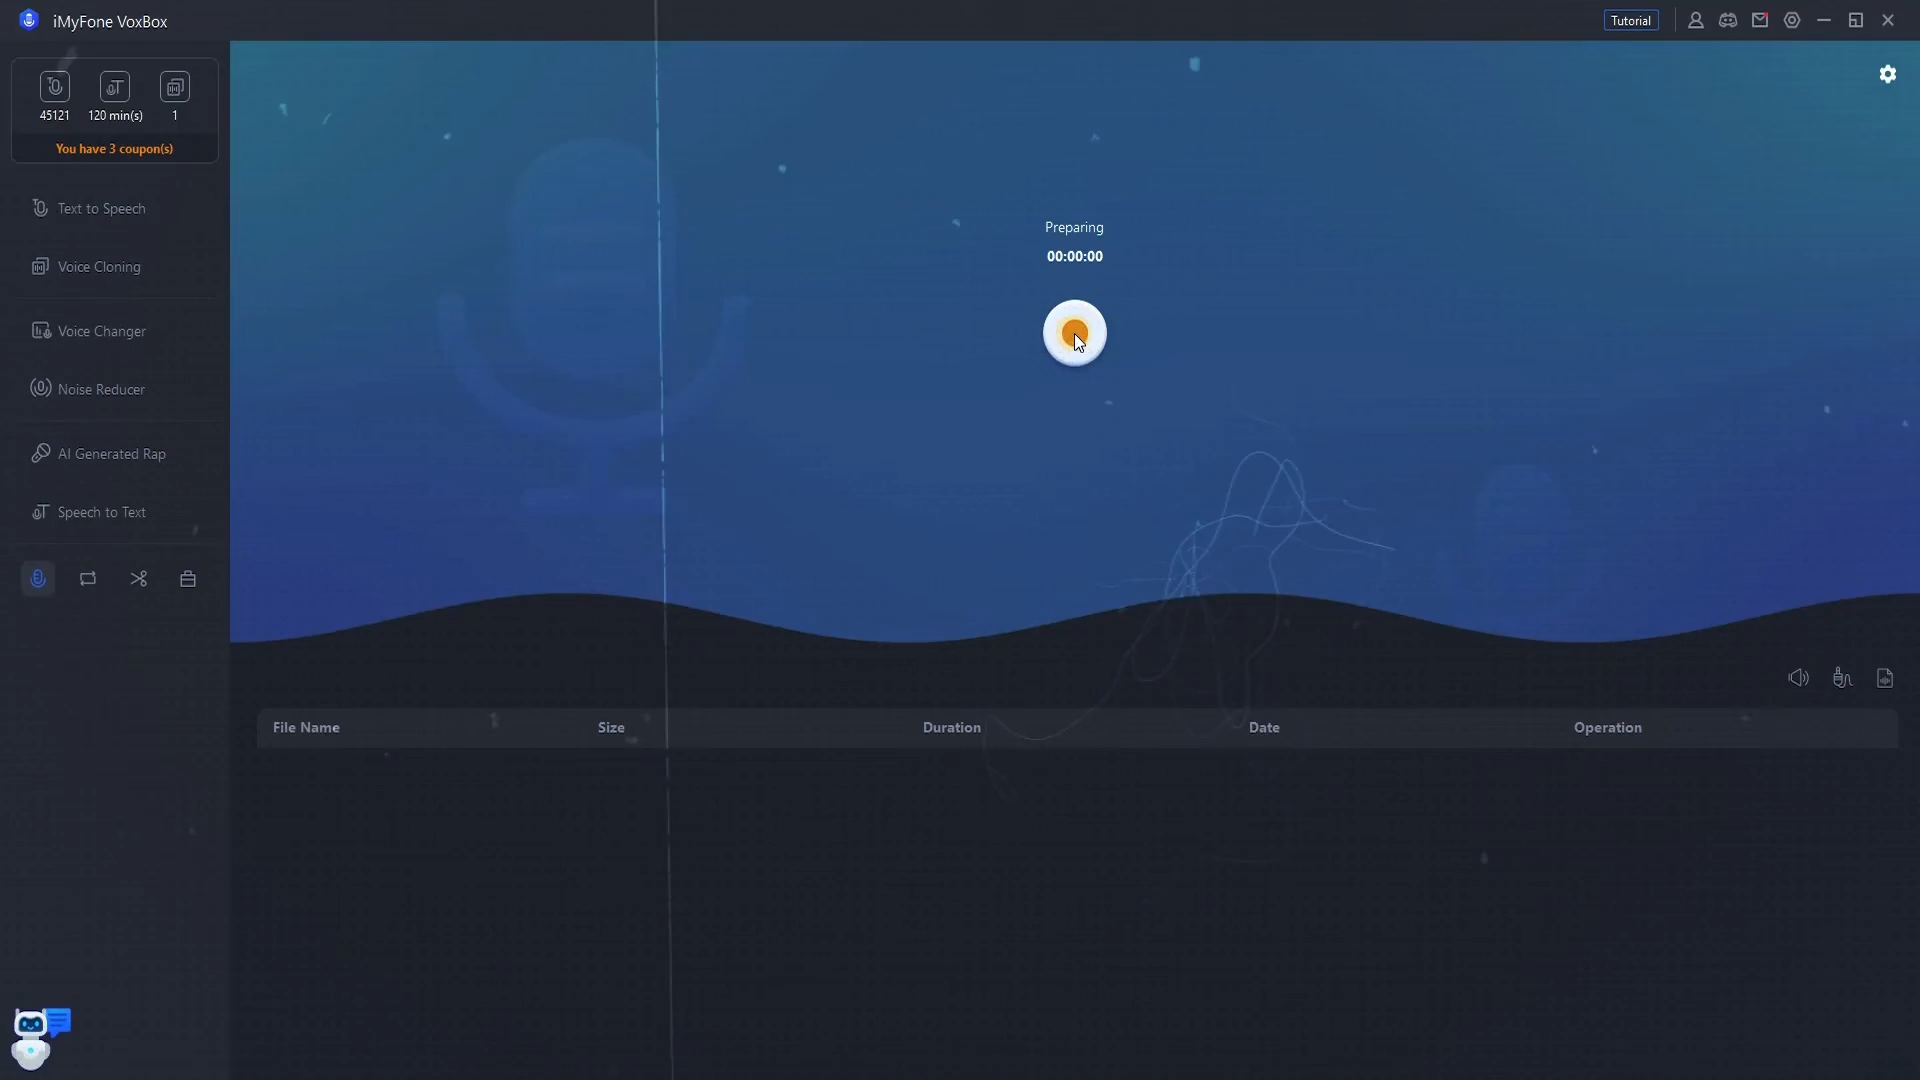 iMyFone VoxBox
Tutorial
45121
120 min(s)
1
You have 3 coupon(s)
Text to Speech
Voice Cloning
Voice Changer
Noise Reducer
AI Generated Rap
Speech to Text
Preparing
00:00:00
File Name
Size
Duration
Date
Operation